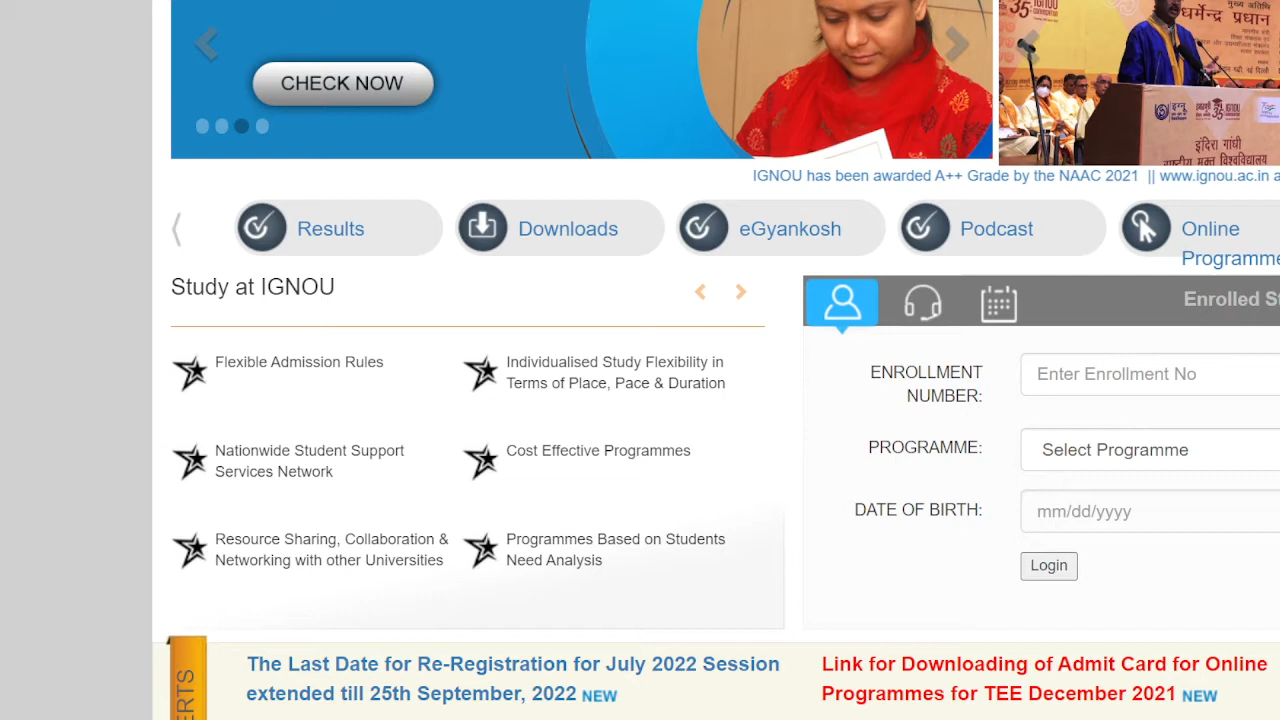 मुख्य अतिथि
धर्मेन्द्र प्रधान
CHECK NOW
इंदिरा गांधी
राष्ट्रीय मुक्त विश्वविद्यालय
IGNOU has been awarded A++ Grade by the NAAC 2021 || www.ignou.ac.in a
Results
Downloads
eGyankosh
Podcast
Online
Programme
Study at IGNOU
Enrolled St
Flexible Admission Rules
Individualised Study Flexibility in
Terms of Place, Pace & Duration
Nationwide Student Support
Services Network
Cost Effective Programmes
Resource Sharing, Collaboration &
Networking with other Universities
Programmes Based on Students
Need Analysis
ENROLLMENT
NUMBER:
Enter Enrollment No
PROGRAMME:
Select Programme
DATE OF BIRTH:
mm/dd/yyyy
Login
ERTS
The Last Date for Re-Registration for July 2022 Session
extended till 25th September, 2022 NEW
Link for Downloading of Admit Card for Online
Programmes for TEE December 2021 NEW